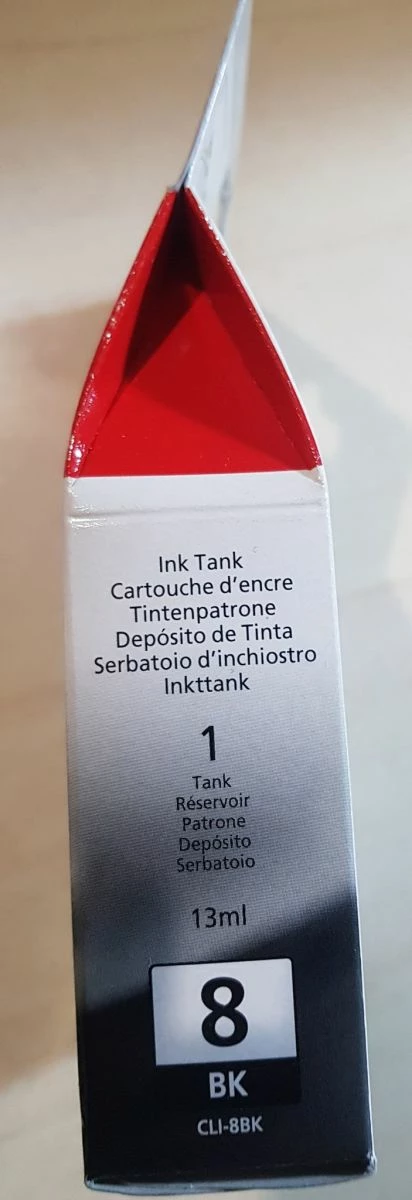 Ink Tank
Cartouche d'encre
Tintenpatrone
Depósito de Tinta
Serbatoio d'inchiostro
Inkttank
1
Tank
Réservoir
Patrone
Depósito
Serbatoio
13ml
8
BK
CLI-8BK